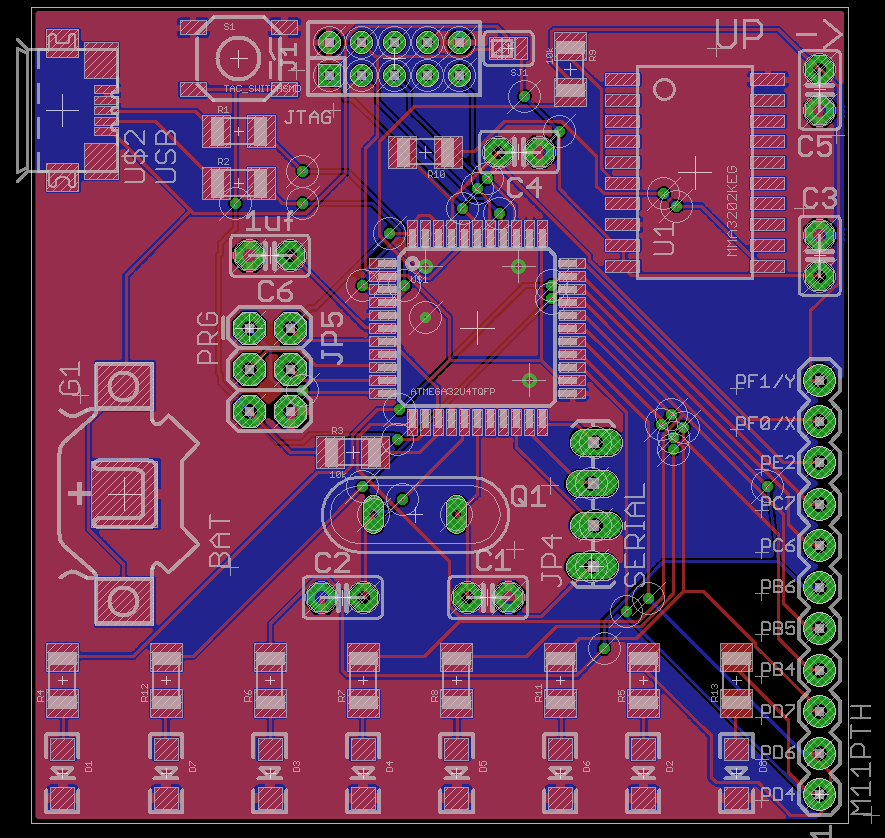 S1
TAC_SWITCHSMD
JTAG
J1
SJ1
10k
R9
UP ->
C5
C3
U1
MMA3202KEG
US2
USB
R1
R2
R10
C4
1uf
C6
PRG
JP5
ATMEGA32U4TQFP
G1
+
BAT
R3
10k
Q1
C2
C1
JP4
SERIAL
PF1/Y
PF0/X
PE2
PC7
PC6
PB6
PB5
PB4
PD7
PD6
PD4
M11PTH
R4
R12
R6
R7
R8
R11
R5
R13
D1
D7
D3
D4
D5
D6
D2
D8